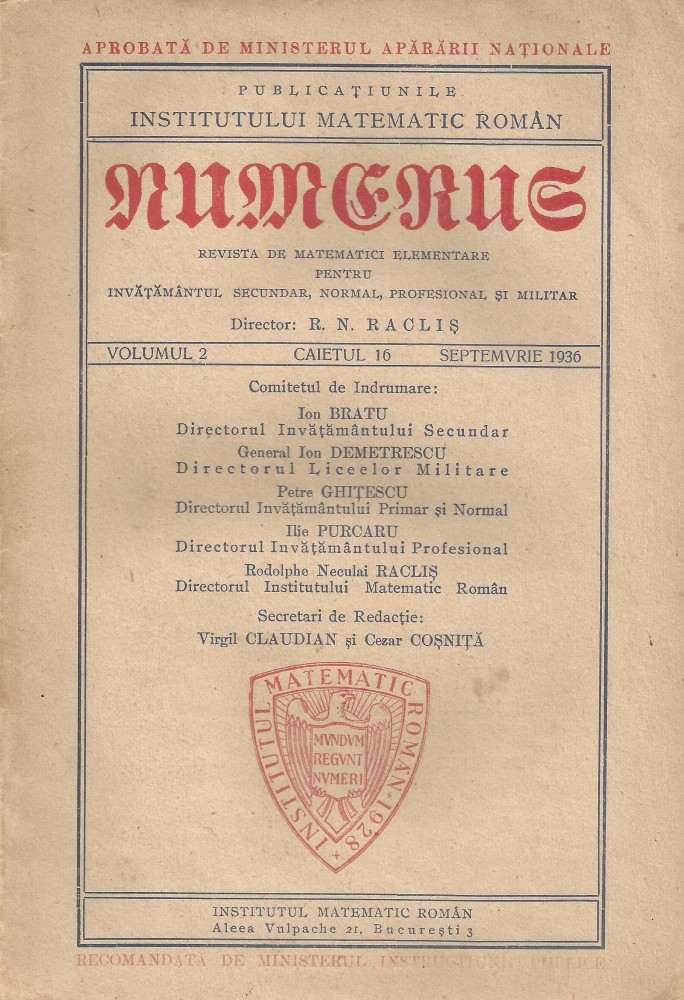 APROBATĂ DE MINISTERUL APĂRĂRII NAȚIONALE
PUBLICAȚIUNILE
INSTITUTULUI MATEMATIC ROMÂN
NUMERUS
REVISTA DE MATEMATICI ELEMENTARE
PENTRU
INVĂȚĂMÂNTUL SECUNDAR, NORMAL, PROFESIONAL ȘI MILITAR
Director: R. N. RACLIȘ
VOLUMUL 2 CAIETUL 16 SEPTEMVRIE 1936
Comitetul de Indrumare:
Ion BRATU
Directorul Invățământului Secundar
General Ion DEMETRESCU
Directorul Liceelor Militare
Petre GHIȚESCU
Directorul Invățământului Primar și Normal
Ilie PURCARU
Directorul Invățământului Profesional
Rodolphe Neculai RACLIȘ
Directorul Institutului Matematic Român
Secretari de Redacție:
Virgil CLAUDIAN și Cezar COȘNIȚĂ
INSTITUTUL MATEMATIC ROMÂN + 1928 +
MVNDVM
REGVNT
NVMERI
INSTITUTUL MATEMATIC ROMÂN
Aleea Vulpache 21, București 3
RECOMANDATĂ DE MINISTERUL INSTRUCȚIUNII PUBLICE